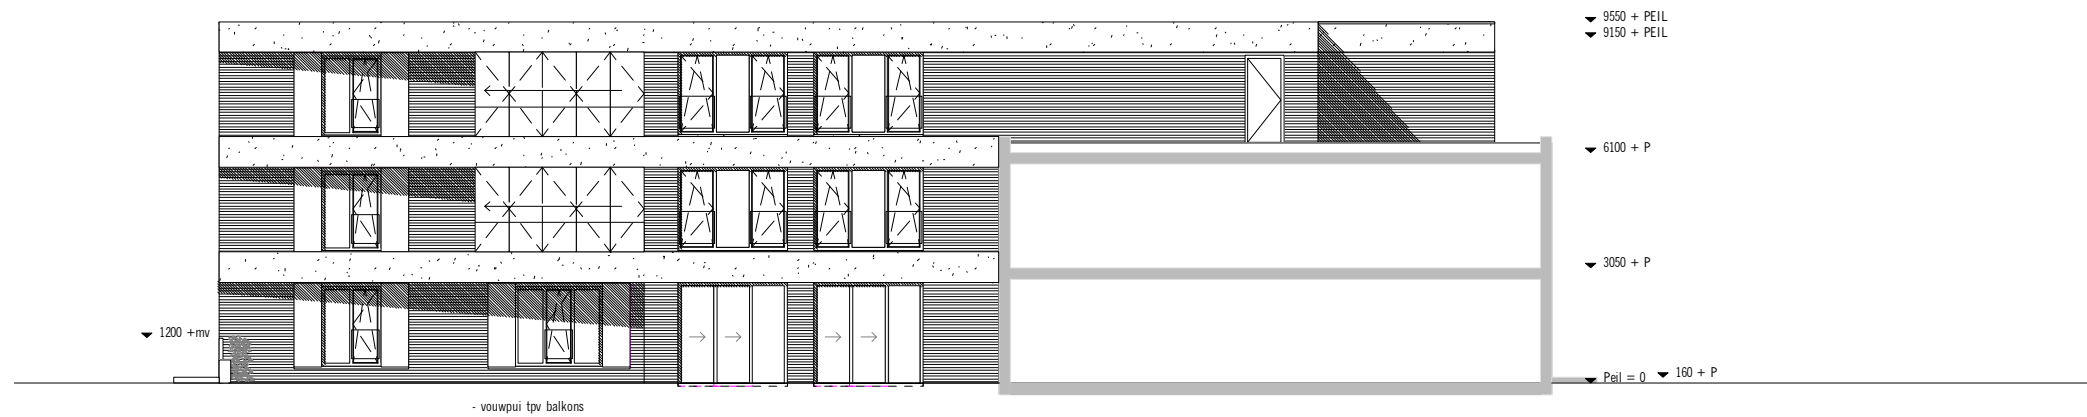 9550 + PEIL
9150 + PEIL
6100 + P
3050 + P
1200 +mv
160 + P
Peil = 0
- vouwpui tpv balkons